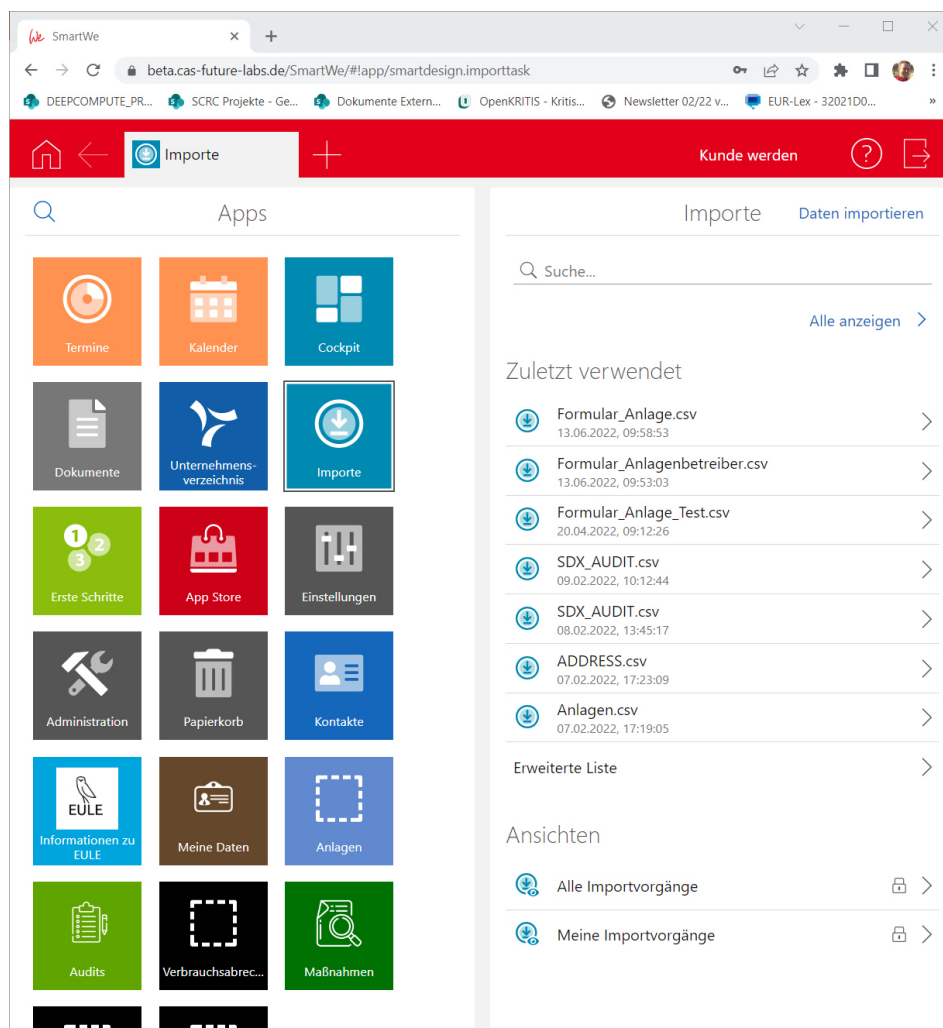 We SmartWe
beta.cas-future-labs.de/SmartWe/#!app/smartdesign.importtask
DEEPCOMPUTE_PR... SCRC Projekte - Ge... Dokumente Extern... OpenKRITIS - Kritis... Newsletter 02/22 v... EUR-Lex - 32021D0... »
Importe Kunde werden ?
Apps
Termine Kalender Cockpit
Dokumente Unternehmens-
verzeichnis Importe
1 2 3
Erste Schritte App Store Einstellungen
Administration Papierkorb Kontakte
EULE
Informationen zu
EULE Meine Daten Anlagen
Audits Verbrauchsabrec... Maßnahmen
Importe Daten importieren
Suche...
Alle anzeigen
Zuletzt verwendet
Formular_Anlage.csv
13.06.2022, 09:58:53
Formular_Anlagenbetreiber.csv
13.06.2022, 09:53:03
Formular_Anlage_Test.csv
20.04.2022, 09:12:26
SDX_AUDIT.csv
09.02.2022, 10:12:44
SDX_AUDIT.csv
08.02.2022, 13:45:17
ADDRESS.csv
07.02.2022, 17:23:09
Anlagen.csv
07.02.2022, 17:19:05
Erweiterte Liste
Ansichten
Alle Importvorgänge
Meine Importvorgänge